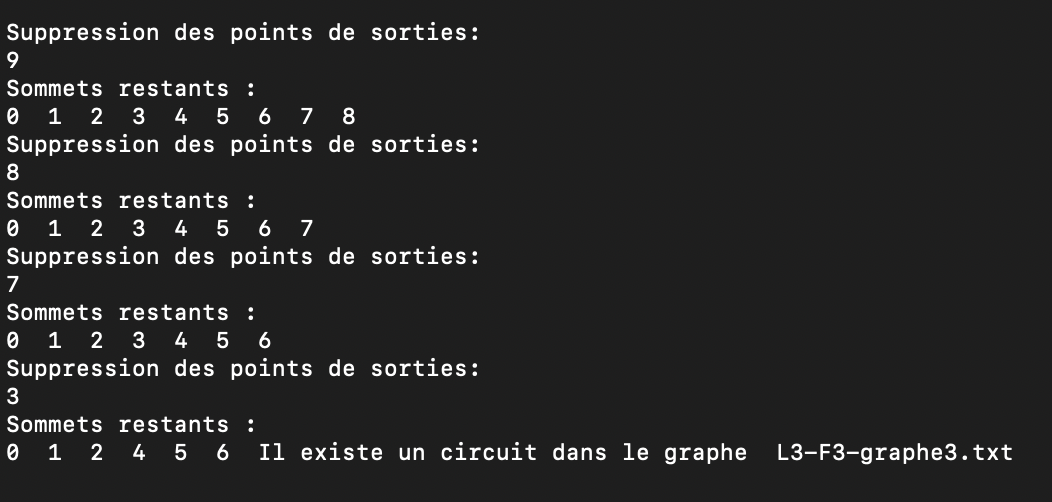 Suppression des points de sorties:
9
Sommets restants :
0  1  2  3  4  5  6  7  8
Suppression des points de sorties:
8
Sommets restants :
0  1  2  3  4  5  6  7
Suppression des points de sorties:
7
Sommets restants :
0  1  2  3  4  5  6
Suppression des points de sorties:
3
Sommets restants :
0  1  2  4  5  6  Il existe un circuit dans le graphe  L3-F3-graphe3.txt